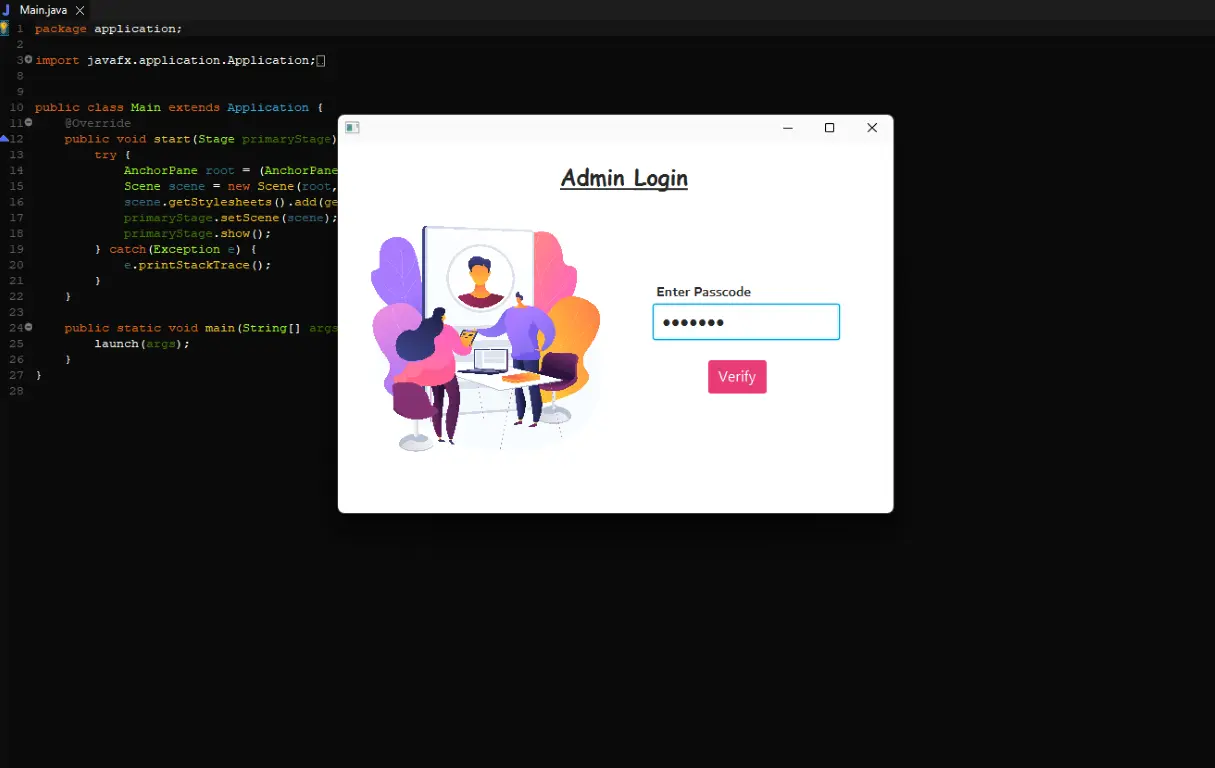 Main.java
1 package application;
2
3 import javafx.application.Application;
8
9
10 public class Main extends Application {
11 @Override
12 public void start(Stage primaryStage)
13 try {
14 AnchorPane root = (AnchorPane
15 Scene scene = new Scene(root,
16 scene.getStylesheets().add(ge
17 primaryStage.setScene(scene);
18 primaryStage.show();
19 } catch(Exception e) {
20 e.printStackTrace();
21 }
22 }
23
24 public static void main(String[] args
25 launch(args);
26 }
27 }
28
Admin Login
Enter Passcode
●●●●●●●
Verify